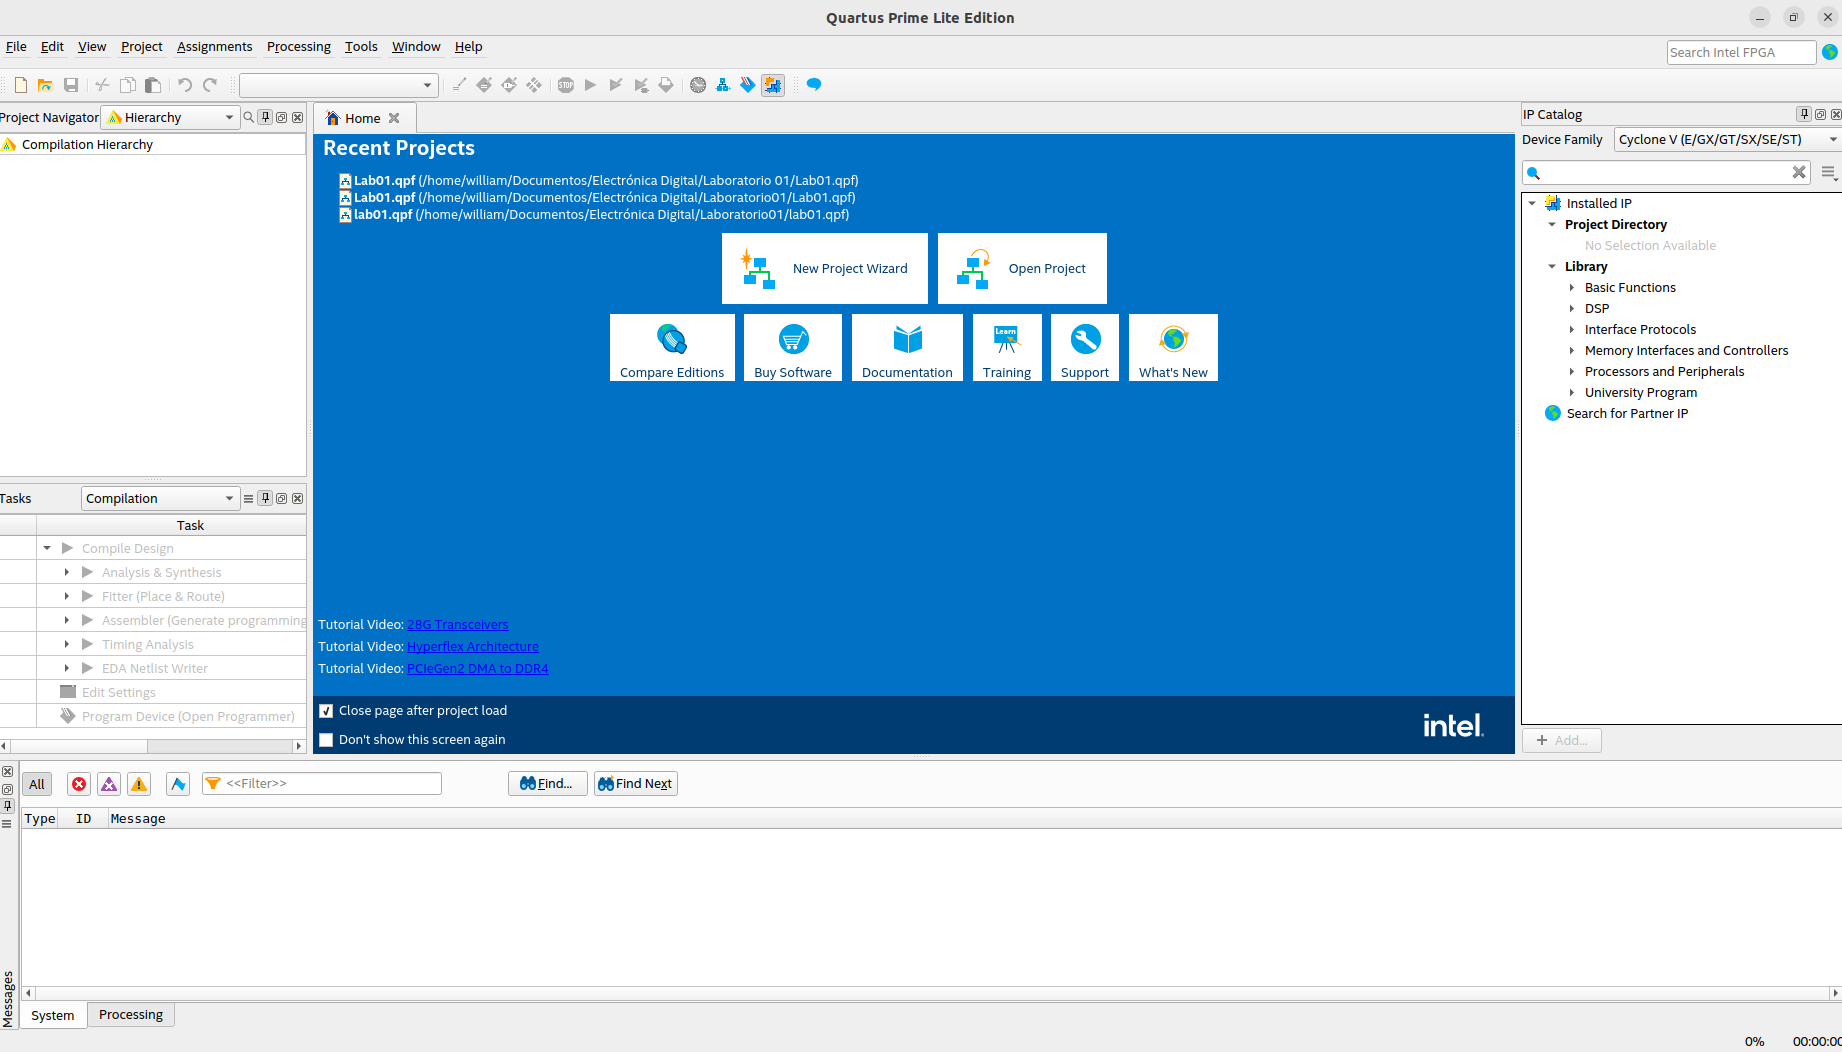 Quartus Prime Lite Edition
File Edit View Project Assignments Processing Tools Window Help
Search Intel FPGA
STOP
Project Navigator Hierarchy
Compilation Hierarchy
Home
Recent Projects
Lab01.qpf (/home/william/Documentos/Electrónica Digital/Laboratorio 01/Lab01.qpf)
Lab01.qpf (/home/william/Documentos/Electrónica Digital/Laboratorio01/Lab01.qpf)
lab01.qpf (/home/william/Documentos/Electrónica Digital/Laboratorio01/lab01.qpf)
New Project Wizard
Open Project
Compare Editions
Buy Software
Documentation
Learn
Training
Support
What's New
Tutorial Video: 28G Transceivers
Tutorial Video: Hyperflex Architecture
Tutorial Video: PCIeGen2 DMA to DDR4
Close page after project load
Don't show this screen again
intel.
IP Catalog
Device Family Cyclone V (E/GX/GT/SX/SE/ST)
Installed IP
Project Directory
No Selection Available
Library
Basic Functions
DSP
Interface Protocols
Memory Interfaces and Controllers
Processors and Peripherals
University Program
Search for Partner IP
+ Add...
Tasks Compilation
Task
Compile Design
Analysis & Synthesis
Fitter (Place & Route)
Assembler (Generate programming
Timing Analysis
EDA Netlist Writer
Edit Settings
Program Device (Open Programmer)
All <<Filter>> Find... Find Next
Type ID Message
Messages
System Processing
0% 00:00:00